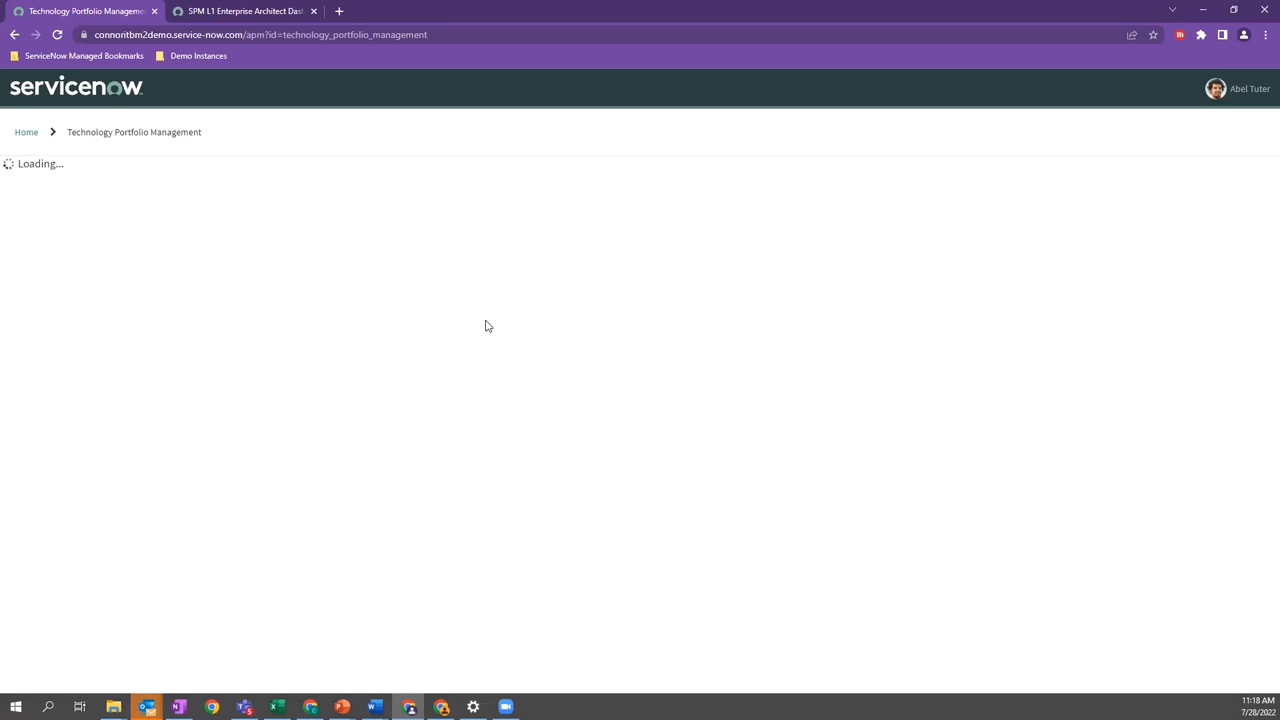 Technology Portfolio Manageme
SPM L1 Enterprise Architect Das
connoritbm2demo.service-now.com/apm?id=technology_portfolio_management
ServiceNow Managed Bookmarks
Demo Instances
servicenow
Abel Tuter
Home
Technology Portfolio Management
Loading...
11:18 AM
7/28/2022